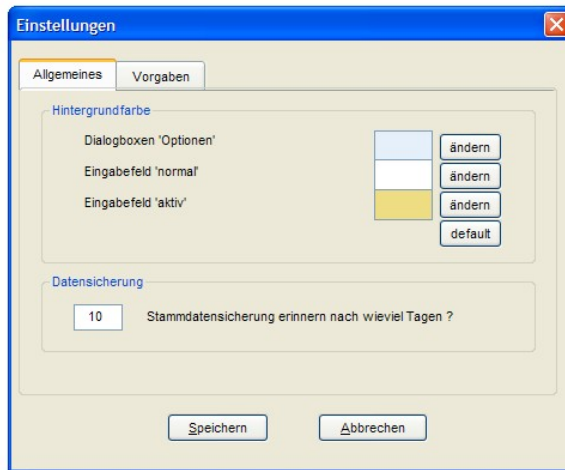 Einstellungen
Allgemeines Vorgaben
Hintergrundfarbe
Dialogboxen 'Optionen' ändern
Eingabefeld 'normal' ändern
Eingabefeld 'aktiv' ändern
default
Datensicherung
10 Stammdatensicherung erinnern nach wieviel Tagen ?
Speichern Abbrechen